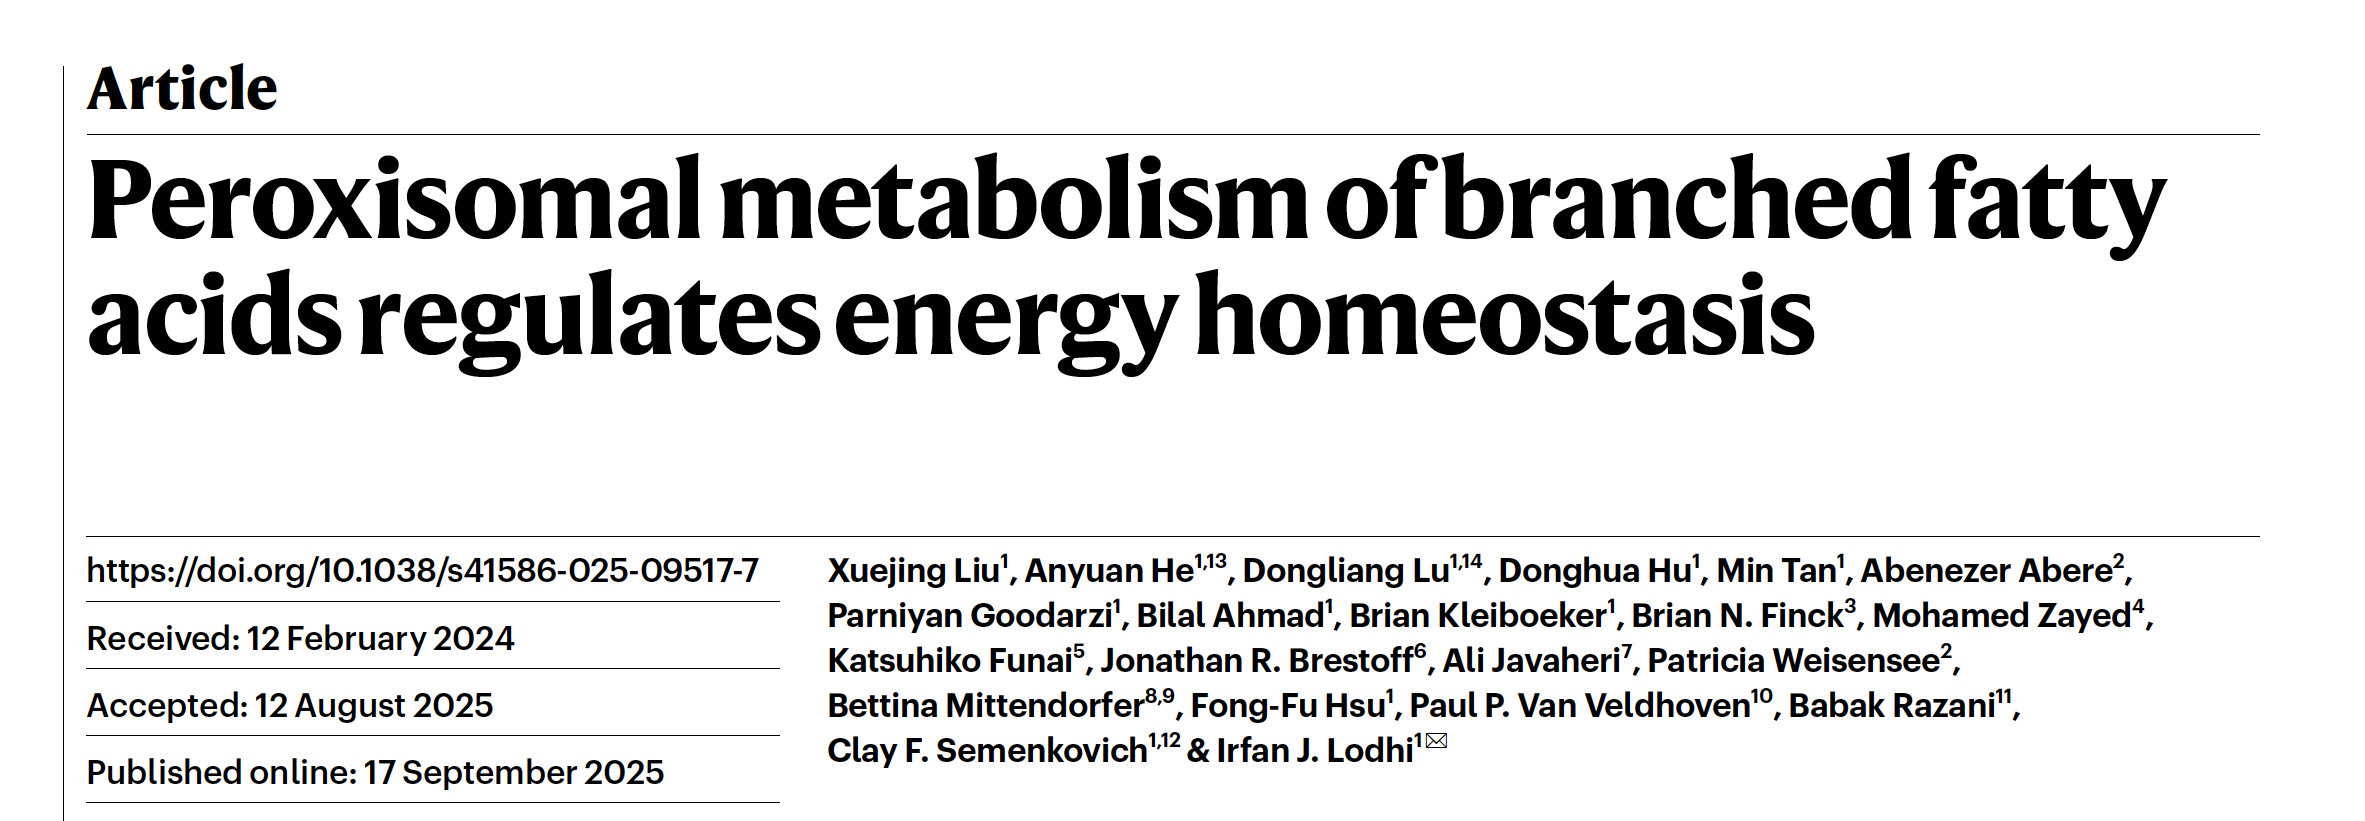 Article
Peroxisomal metabolism of branched fatty
acids regulates energy homeostasis
https://doi.org/10.1038/s41586-025-09517-7
Received: 12 February 2024
Accepted: 12 August 2025
Published online: 17 September 2025
Xuejing Liu1, Anyuan He1,13, Dongliang Lu1,14, Donghua Hu1, Min Tan1, Abenezer Abere2,
Parniyan Goodarzi1, Bilal Ahmad1, Brian Kleiboeker1, Brian N. Finck3, Mohamed Zayed4,
Katsuhiko Funai5, Jonathan R. Brestoff6, Ali Javaheri7, Patricia Weisensee2,
Bettina Mittendorfer8,9, Fong-Fu Hsu1, Paul P. Van Veldhoven10, Babak Razani11,
Clay F. Semenkovich1,12 & Irfan J. Lodhi1✉